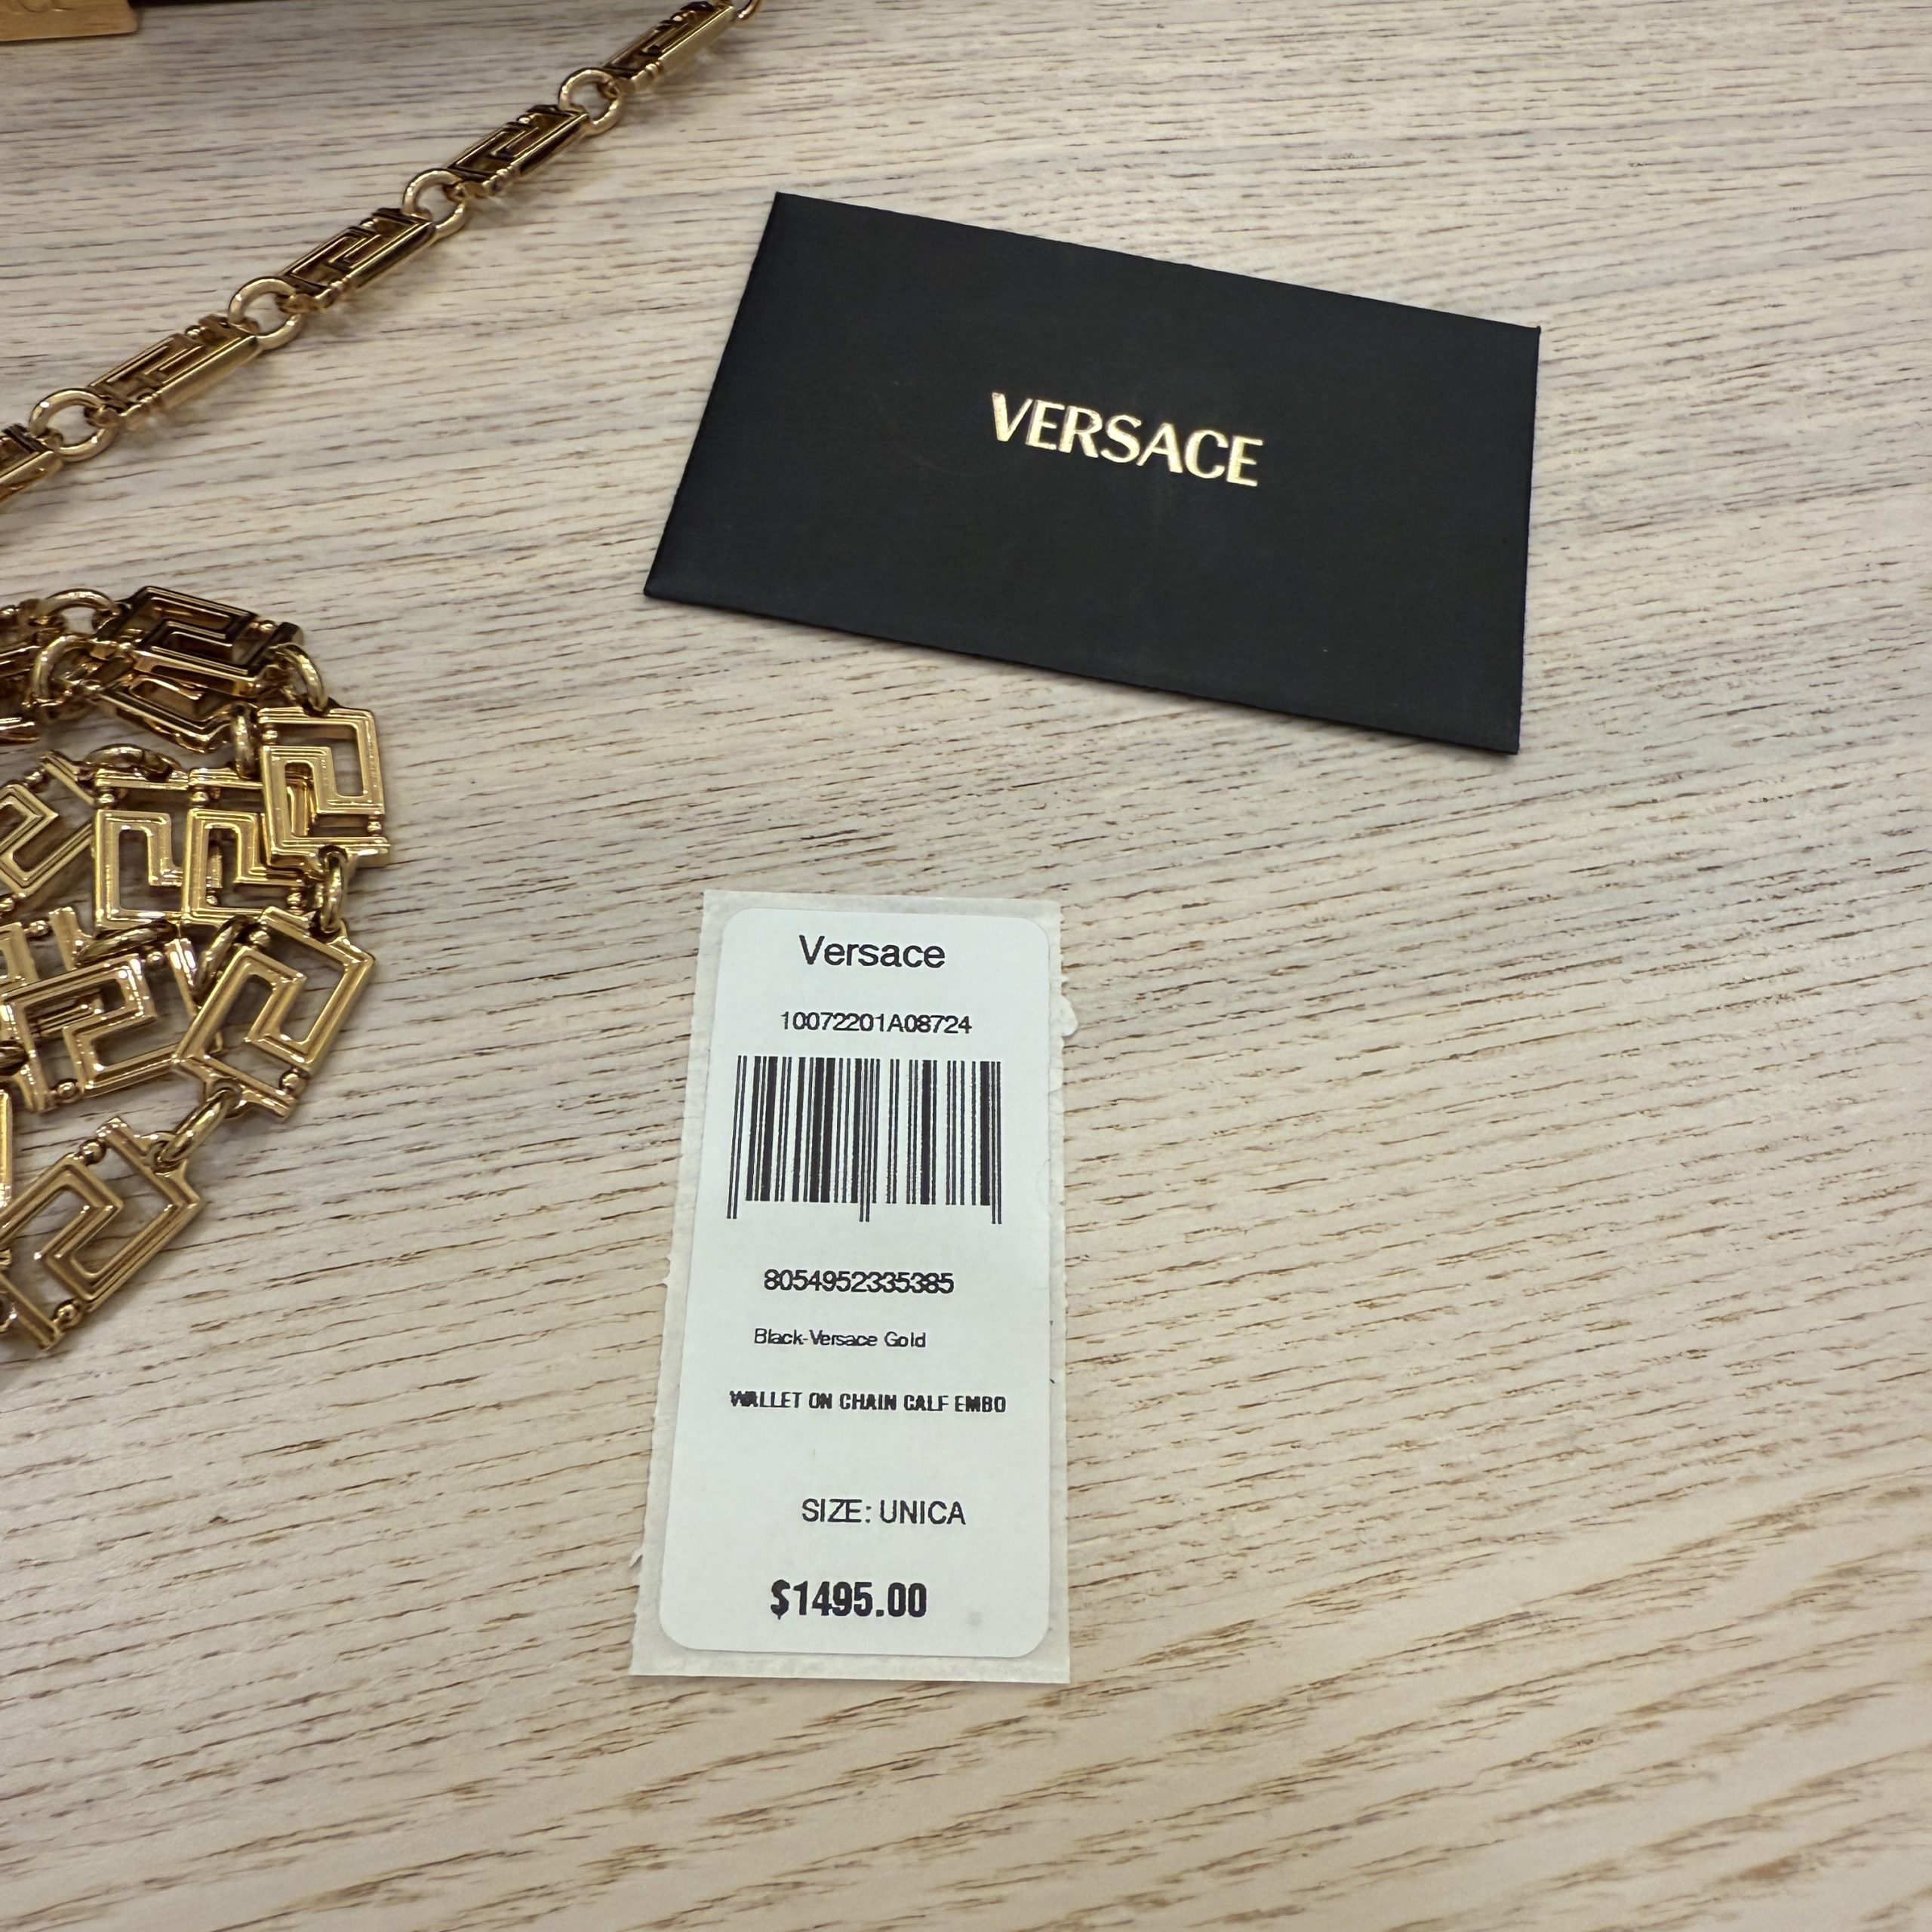 VERSACE
Versace
10072201A08724
8054952335385
Black-Versace Gold
WALLET ON CHAIN CALF EMBO
SIZE: UNICA
$1495.00